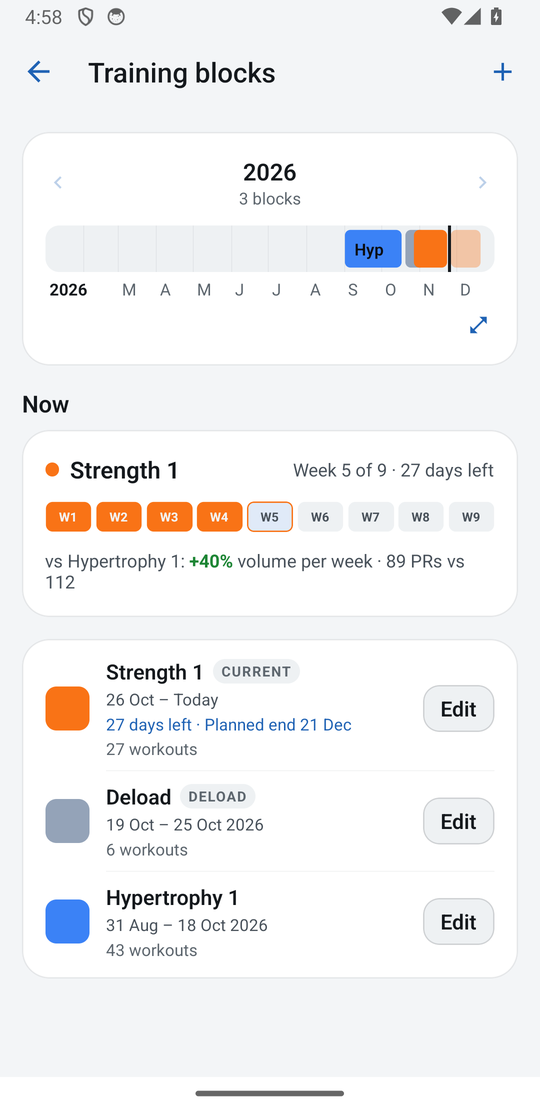 4:58
Training blocks
2026
3 blocks
Hyp
2026 M A M J J A S O N D
Now
Strength 1
Week 5 of 9 · 27 days left
W1 W2 W3 W4 W5 W6 W7 W8 W9
vs Hypertrophy 1: +40% volume per week · 89 PRs vs
112
Strength 1 CURRENT
26 Oct – Today
27 days left · Planned end 21 Dec
27 workouts
Edit
Deload DELOAD
19 Oct – 25 Oct 2026
6 workouts
Edit
Hypertrophy 1
31 Aug – 18 Oct 2026
43 workouts
Edit